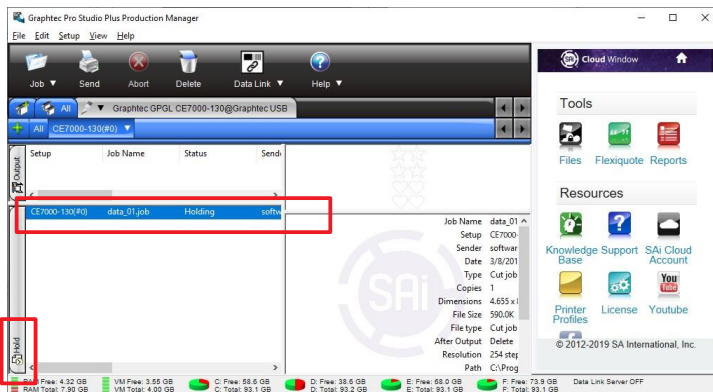 Graphtec Pro Studio Plus Production Manager
File Edit Setup View Help
Job Send Abort Delete Data Link Help
All Graphtec GPGL CE7000-130@Graphtec USB
All CE7000-130(#0)
Output
Setup Job Name Status Send
Hold
CE7000-130(#0) data_01.job Holding softw
SAi
Job Name data_01
Setup CE7000-
Sender softwar
Date 3/8/201
Type Cut job
Copies 1
Dimensions 4.655 x
File Size 590.0K
File type Cut job
After Output Delete
Resolution 254 step
Path C:\Prog
SAi Cloud Window
Tools
Files Flexiquote Reports
Resources
Knowledge Base Support SAi Cloud Account
You Tube
Printer Profiles License Youtube
© 2012-2019 SA International, Inc.
RAM Free: 4.32 GB VM Free: 3.55 GB C: Free: 58.6 GB D: Free: 38.6 GB E: Free: 68.0 GB F: Free: 73.9 GB Data Link Server OFF
RAM Total: 7.90 GB VM Total: 4.00 GB C: Total: 93.1 GB D: Total: 93.2 GB E: Total: 93.1 GB F: Total: 93.1 GB